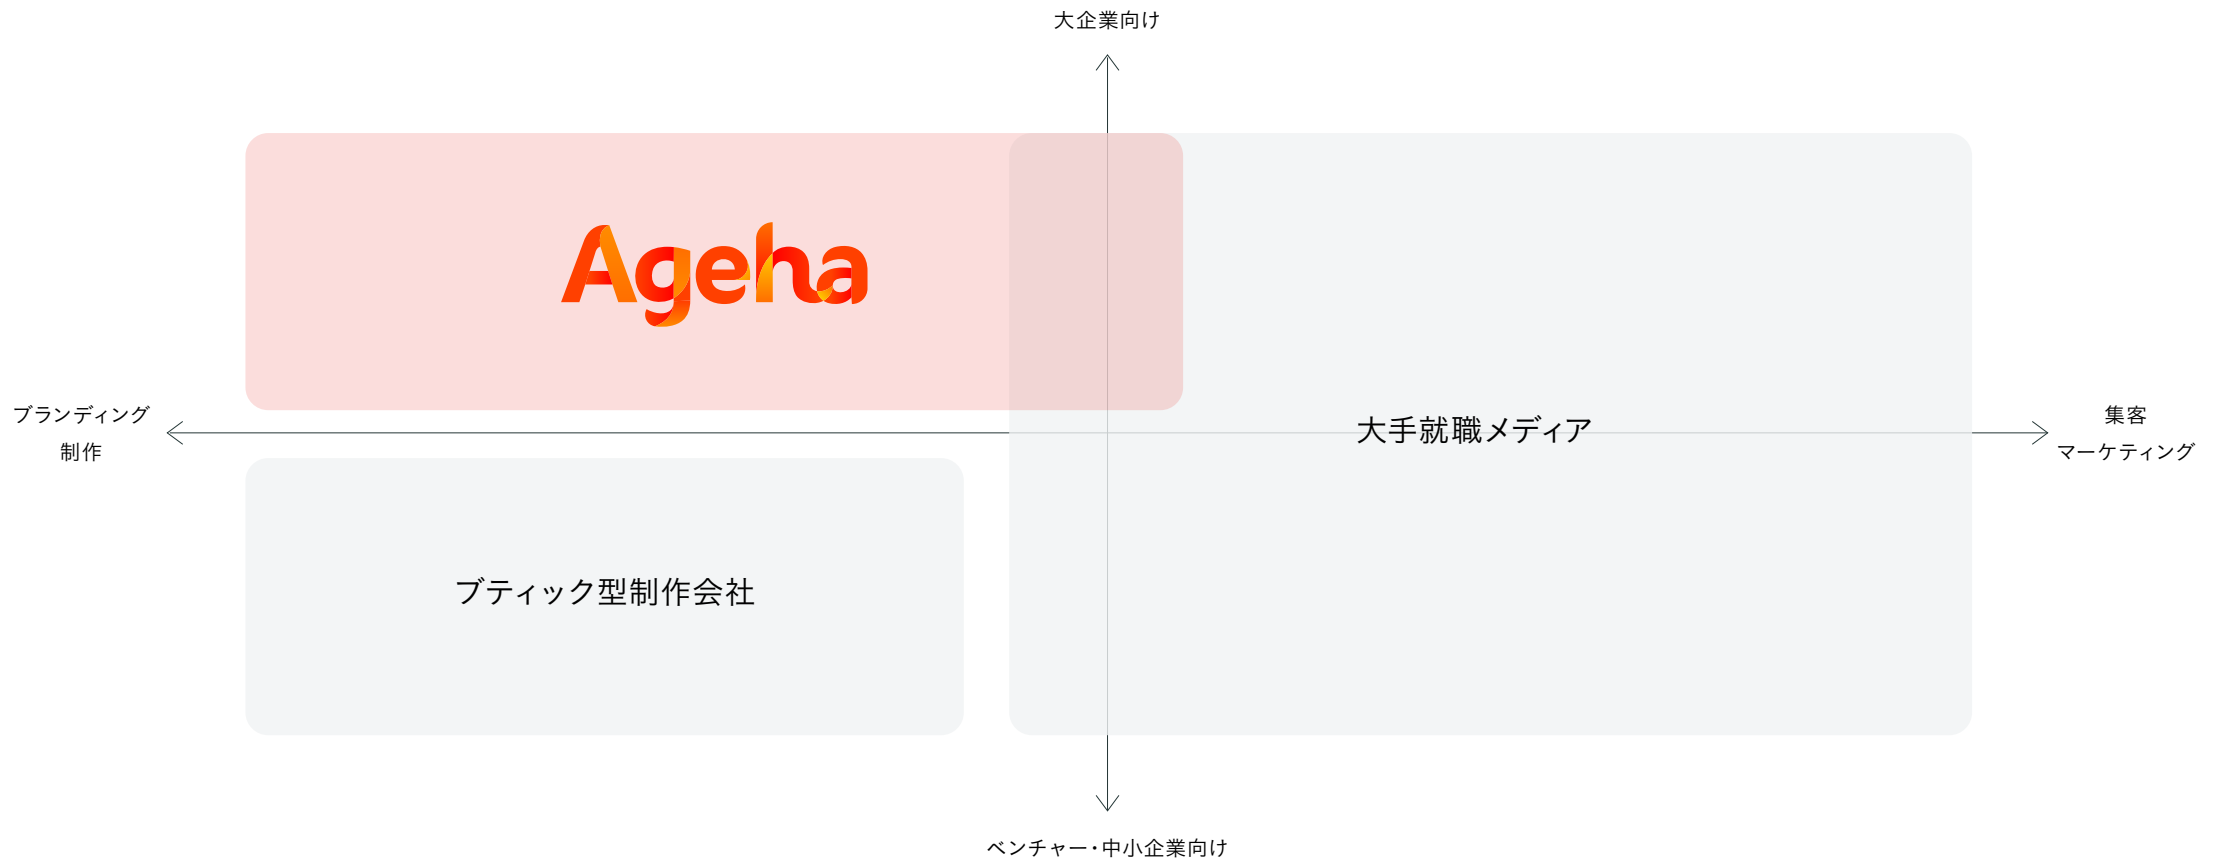 大企業向け
Ageha
ブランディング
制作
大手就職メディア
集客
マーケティング
ブティック型制作会社
ベンチャー・中小企業向け